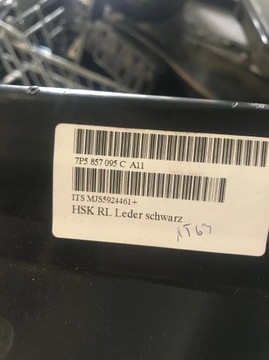 7P5 857 095 C A11
ITS MJS5924461+
HSK RL Leder schwarz
1T67